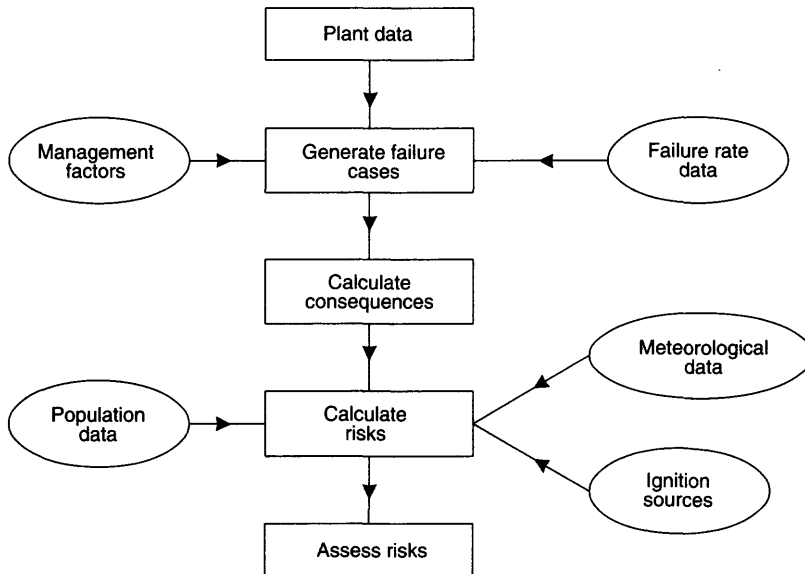 Plant data
Management
factors
Generate failure
cases
Failure rate
data
Calculate
consequences
Meteorological
data
Population
data
Calculate
risks
Ignition
sources
Assess risks